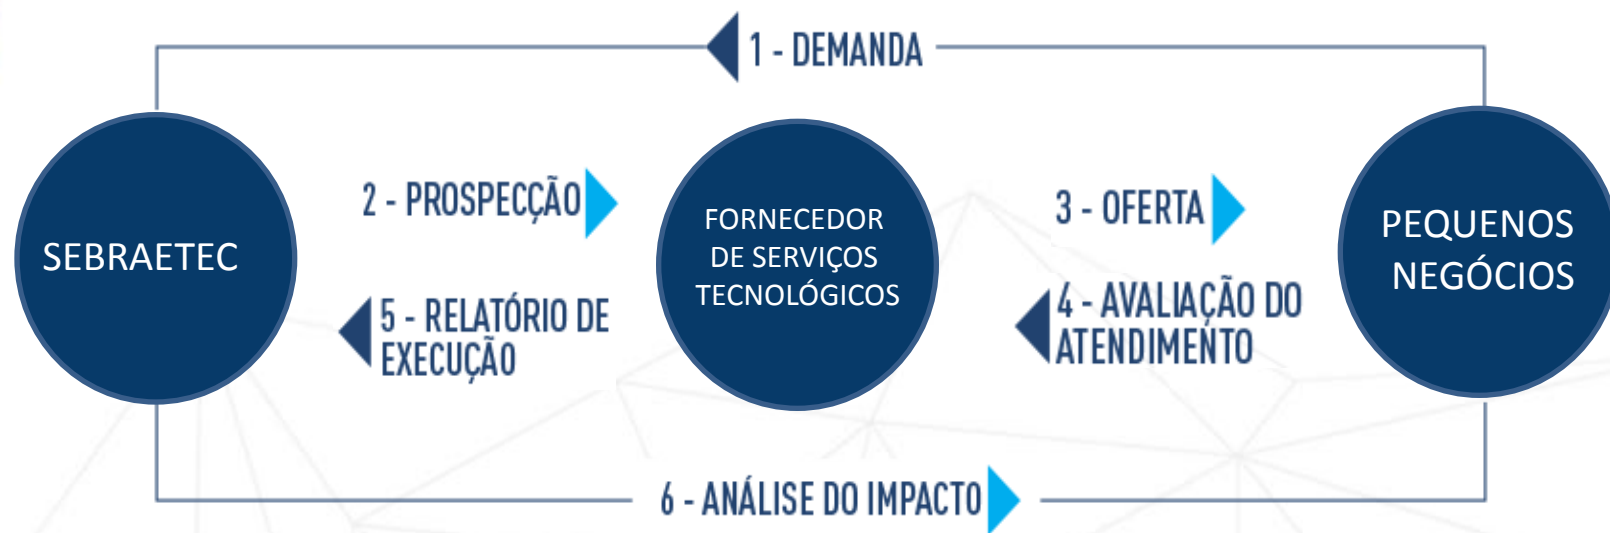 1 - DEMANDA
SEBRAETEC
2 - PROSPECÇÃO
5 - RELATÓRIO DE
EXECUÇÃO
FORNECEDOR
DE SERVIÇOS
TECNOLÓGICOS
3 - OFERTA
4 - AVALIAÇÃO DO
ATENDIMENTO
PEQUENOS
NEGÓCIOS
6 - ANÁLISE DO IMPACTO